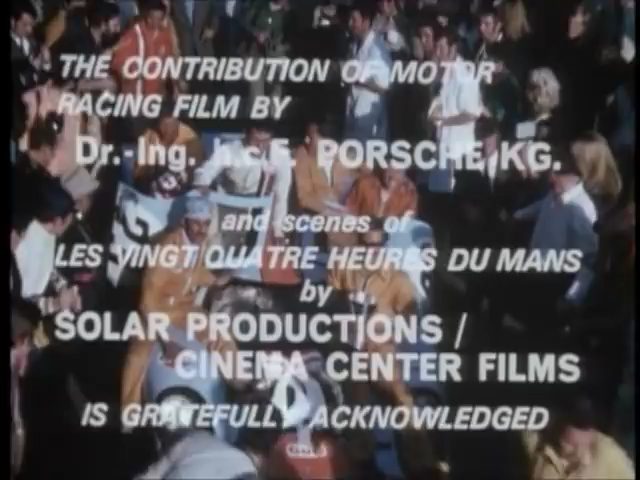 THE CONTRIBUTION OF MOTOR
RACING FILM BY
Dr.-Ing. h.c.F. PORSCHE KG.
and scenes of
LES VINGT QUATRE HEURES DU MANS
by
SOLAR PRODUCTIONS /
CINEMA CENTER FILMS
IS GRATEFULLY ACKNOWLEDGED